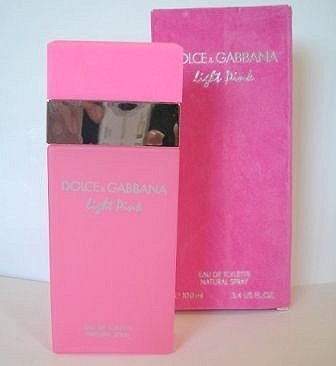 DOLCE & GABBANA
light Pink
EAU DE TOILETTE
NATURAL SPRAY
DOLCE & GABBANA
light Pink
EAU DE TOILETTE
NATURAL SPRAY
100 ml 3.4 US FL.OZ.